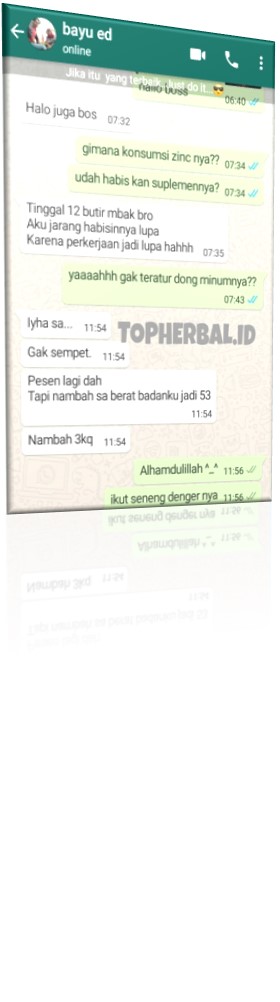 bayu ed
online
Jika itu yang terbaik, Just do it...😎
hallo boss 06:40
Halo juga bos 07:32
gimana konsumsi zinc nya?? 07:34
udah habis kan suplemennya? 07:34
Tinggal 12 butir mbak bro
Aku jarang habisinnya lupa
Karena perkerjaan jadi lupa hahhh 07:35
yaaaahhh gak teratur dong minumnya??
07:43
Iyha sa... 11:54
TOPHERBAL.ID
Gak sempet. 11:54
Pesen lagi dah
Tapi nambah sa berat badanku jadi 53
11:54
Nambah 3kq 11:54
Alhamdulillah ^_^ 11:56
ikut seneng denger nya 11:56